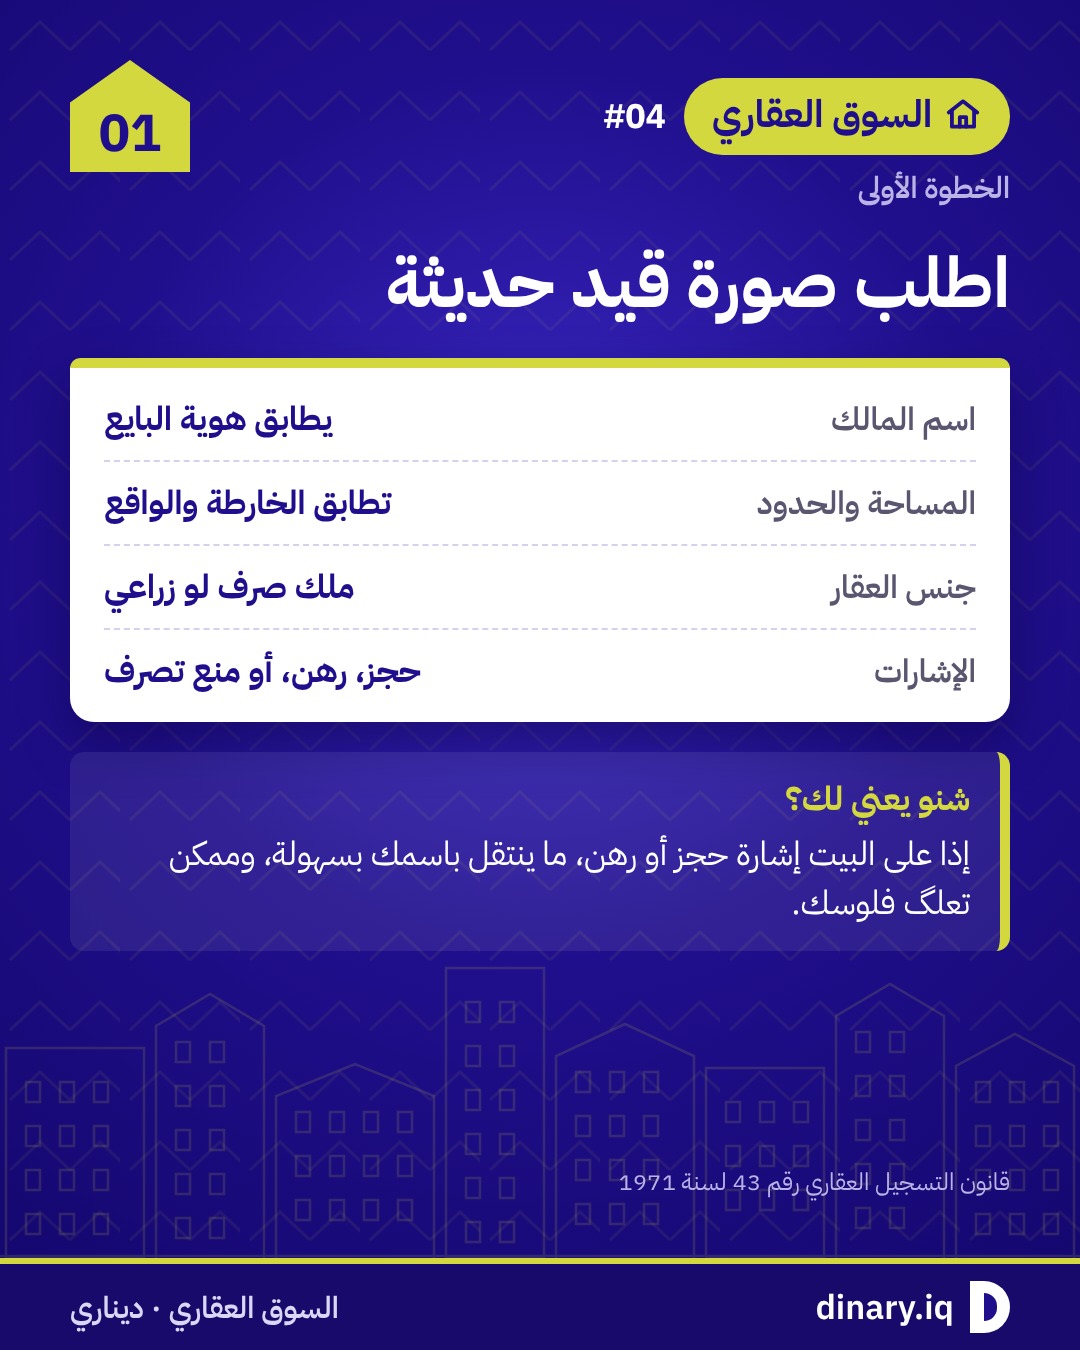 السوق العقاري #04
01
الخطوة الأولى
اطلب صورة قيد حديثة
اسم المالك يطابق هوية البايع
المساحة والحدود تطابق الخارطة والواقع
جنس العقار ملك صرف لو زراعي
الإشارات حجز، رهن، أو منع تصرف
شنو يعني لك؟
إذا على البيت إشارة حجز أو رهن، ما ينتقل باسمك بسهولة، وممكن
تعلگ فلوسك.
قانون التسجيل العقاري رقم 43 لسنة 1971
dinary.iq
السوق العقاري · ديناري